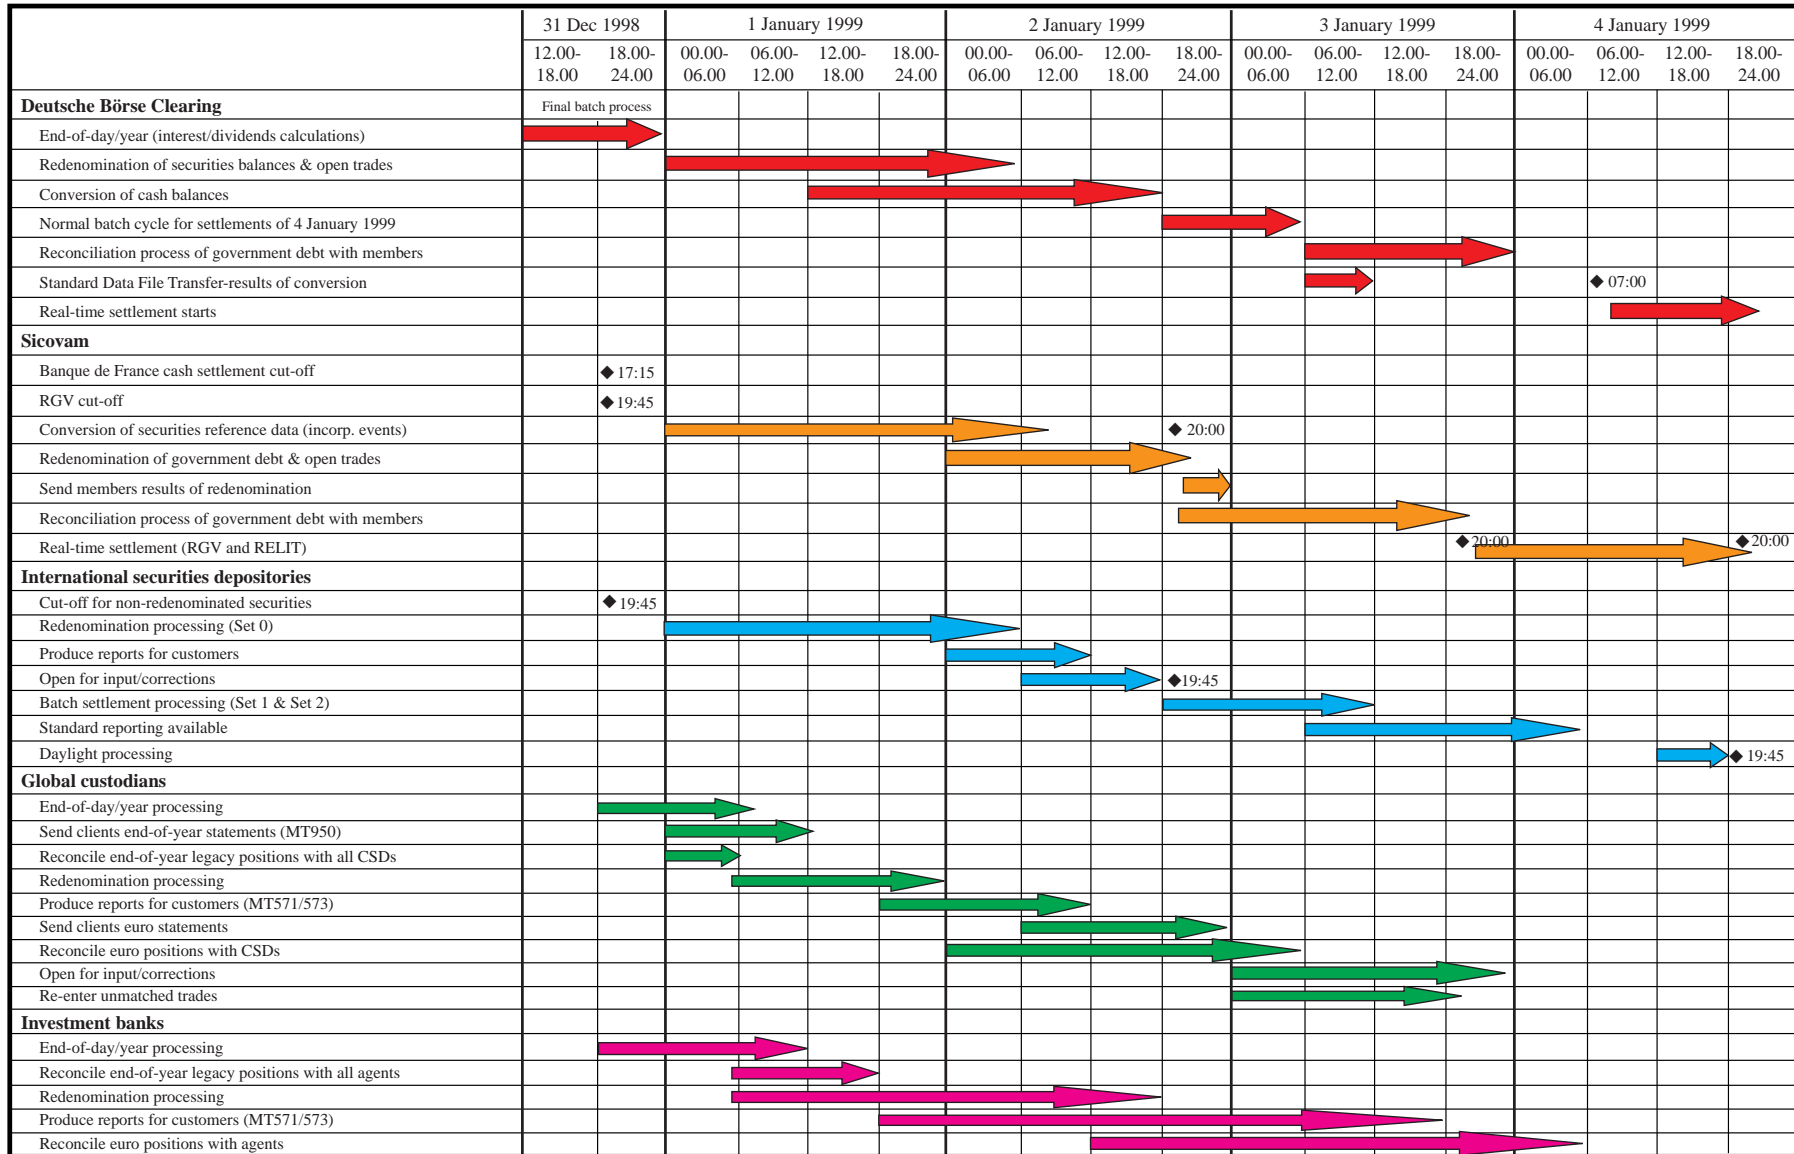 31 Dec 1998 1 January 1999 2 January 1999 3 January 1999 4 January 1999
12.00- 18.00- 00.00- 06.00- 12.00- 18.00- 00.00- 06.00- 12.00- 18.00- 00.00- 06.00- 12.00- 18.00- 00.00- 06.00- 12.00- 18.00-
18.00 24.00 06.00 12.00 18.00 24.00 06.00 12.00 18.00 24.00 06.00 12.00 18.00 24.00 06.00 12.00 18.00 24.00
Deutsche Börse Clearing Final batch process
End-of-day/year (interest/dividends calculations)
Redenomination of securities balances & open trades
Conversion of cash balances
Normal batch cycle for settlements of 4 January 1999
Reconciliation process of government debt with members
Standard Data File Transfer-results of conversion ◆ 07:00
Real-time settlement starts
Sicovam
Banque de France cash settlement cut-off ◆ 17:15
RGV cut-off ◆ 19:45
Conversion of securities reference data (incorp. events) ◆ 20:00
Redenomination of government debt & open trades
Send members results of redenomination
Reconciliation process of government debt with members
Real-time settlement (RGV and RELIT) ◆ 20:00 ◆ 20:00
International securities depositories
Cut-off for non-redenominated securities ◆ 19:45
Redenomination processing (Set 0)
Produce reports for customers
Open for input/corrections ◆ 19:45
Batch settlement processing (Set 1 & Set 2)
Standard reporting available
Daylight processing ◆ 19:45
Global custodians
End-of-day/year processing
Send clients end-of-year statements (MT950)
Reconcile end-of-year legacy positions with all CSDs
Redenomination processing
Produce reports for customers (MT571/573)
Send clients euro statements
Reconcile euro positions with CSDs
Open for input/corrections
Re-enter unmatched trades
Investment banks
End-of-day/year processing
Reconcile end-of-year legacy positions with all agents
Redenomination processing
Produce reports for customers (MT571/573)
Reconcile euro positions with agents